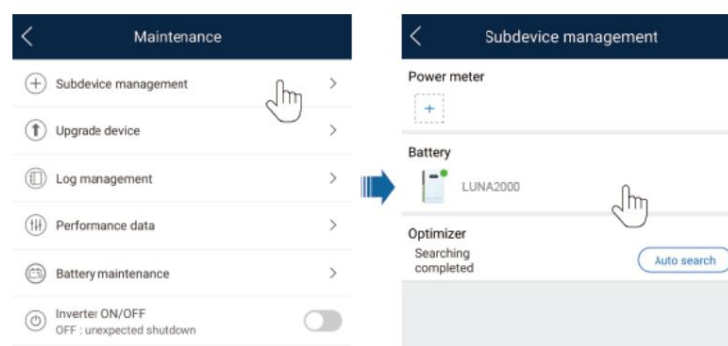 Maintenance
Subdevice management
Upgrade device
Log management
Performance data
Battery maintenance
Inverter ON/OFF
OFF : unexpected shutdown
Subdevice management
Power meter
+
Battery
LUNA2000
Optimizer
Searching
completed
Auto search